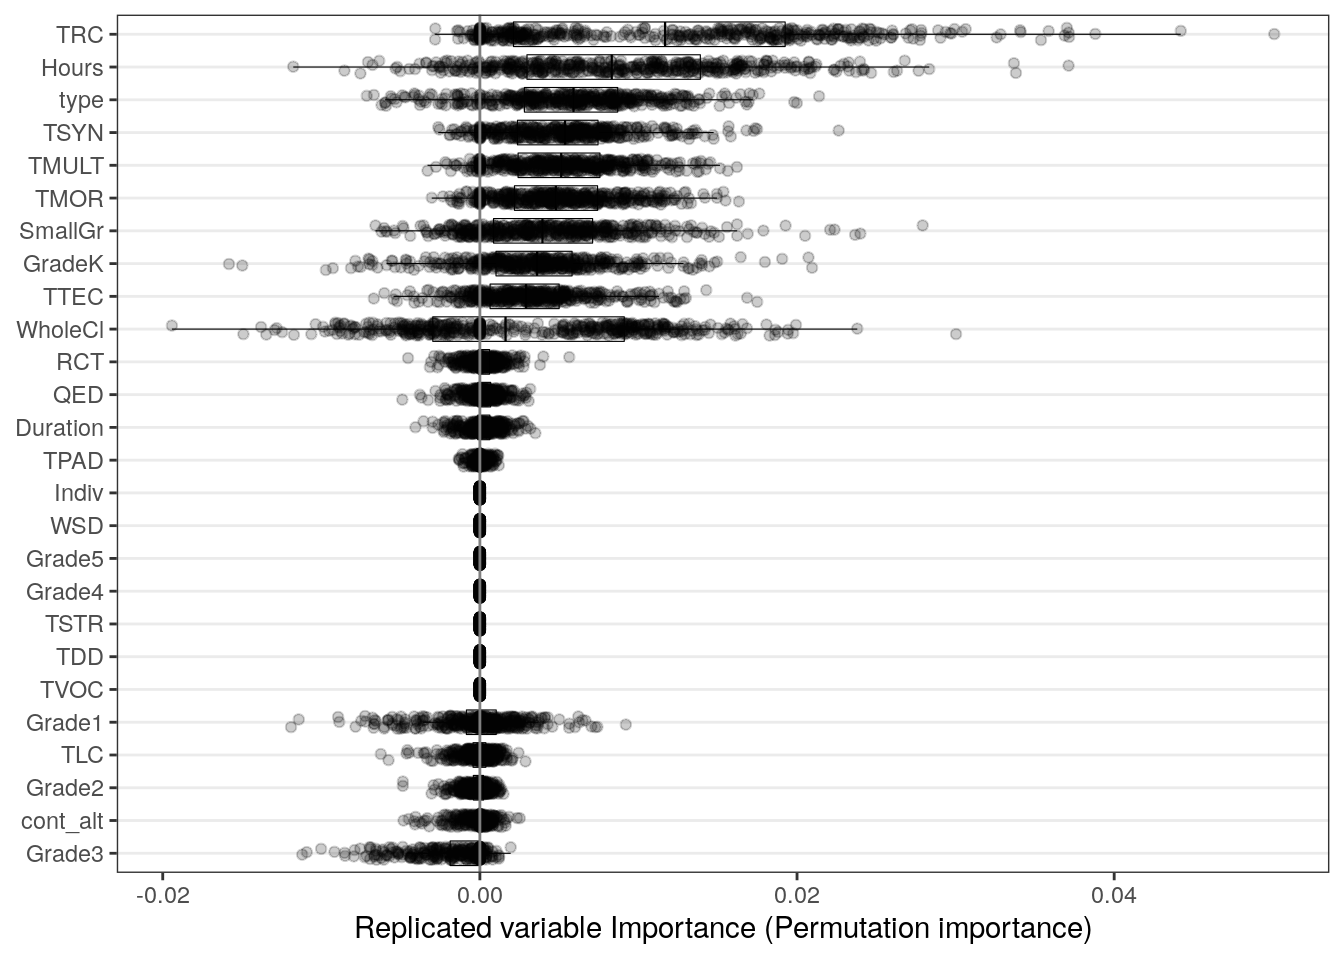 TRC
Hours
type
TSYN
TMULT
TMOR
SmallGr
GradeK
TTEC
WholeCl
RCT
QED
Duration
TPAD
Indiv
WSD
Grade5
Grade4
TSTR
TDD
TVOC
Grade1
TLC
Grade2
cont_alt
Grade3
-0.02 0.00 0.02 0.04
Replicated variable Importance (Permutation importance)